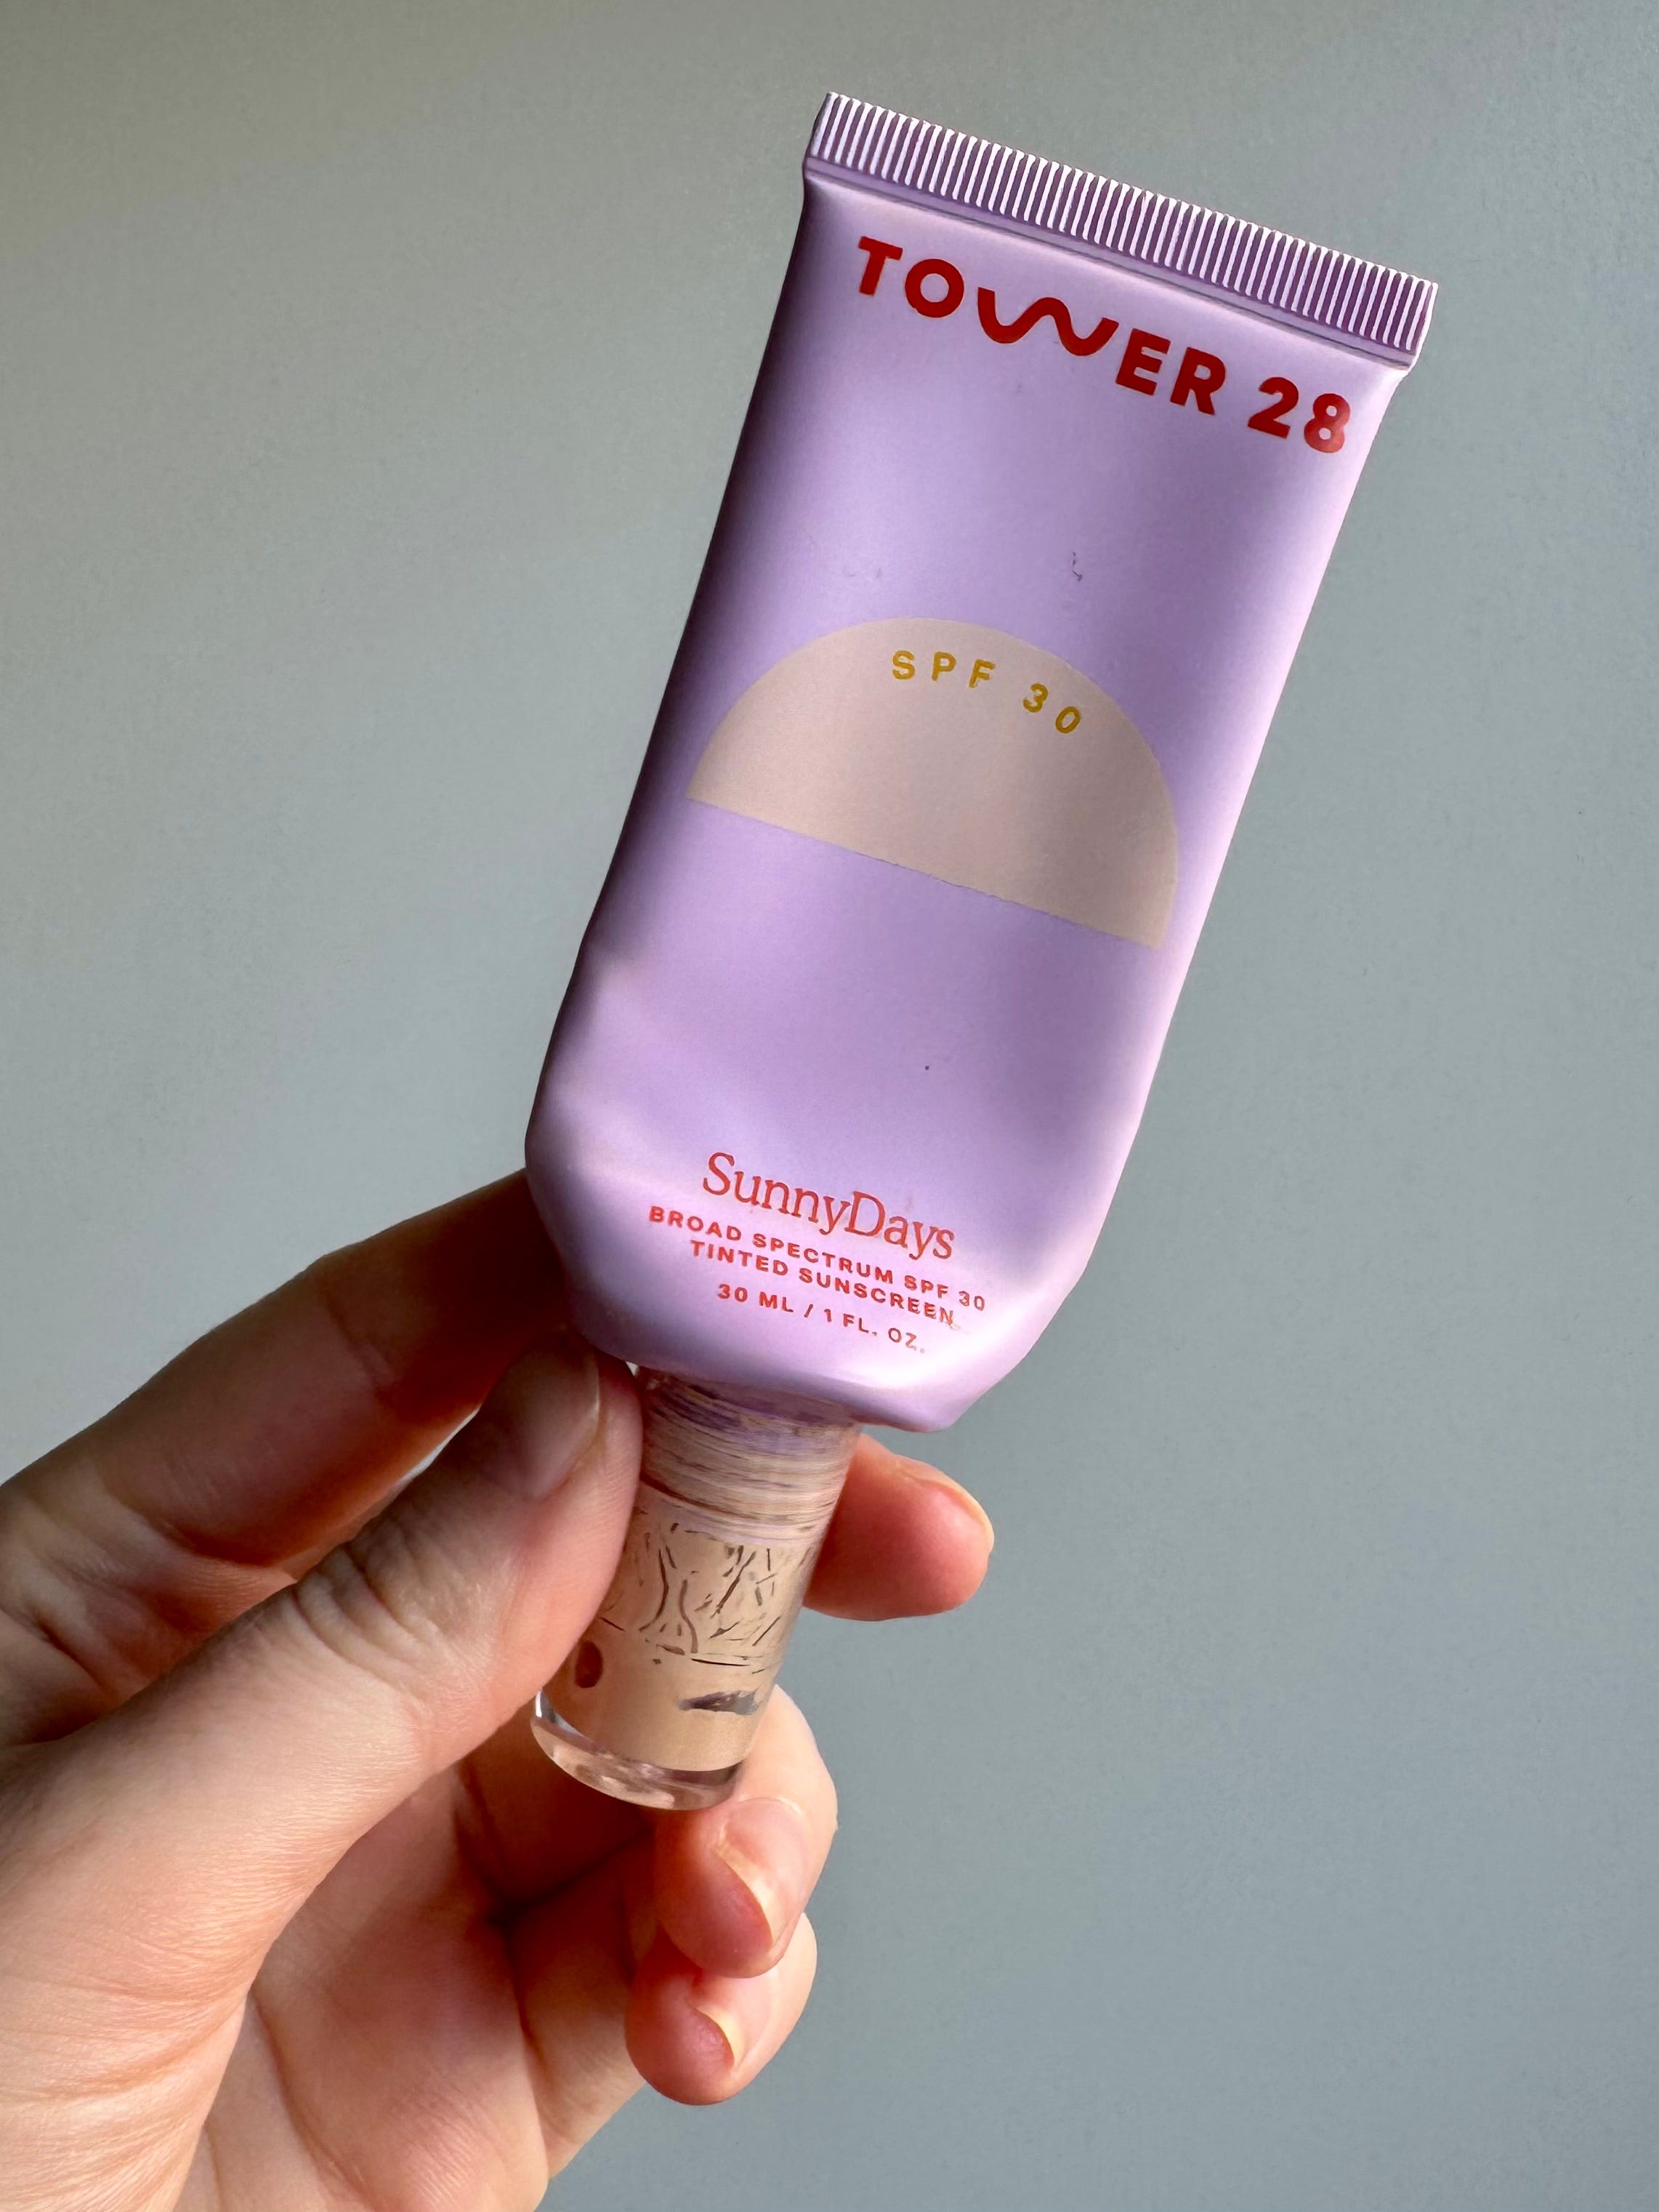 TOWER 28
SPF 30
SunnyDays
BROAD SPECTRUM SPF 30
TINTED SUNSCREEN
30 ML / 1 FL. OZ.